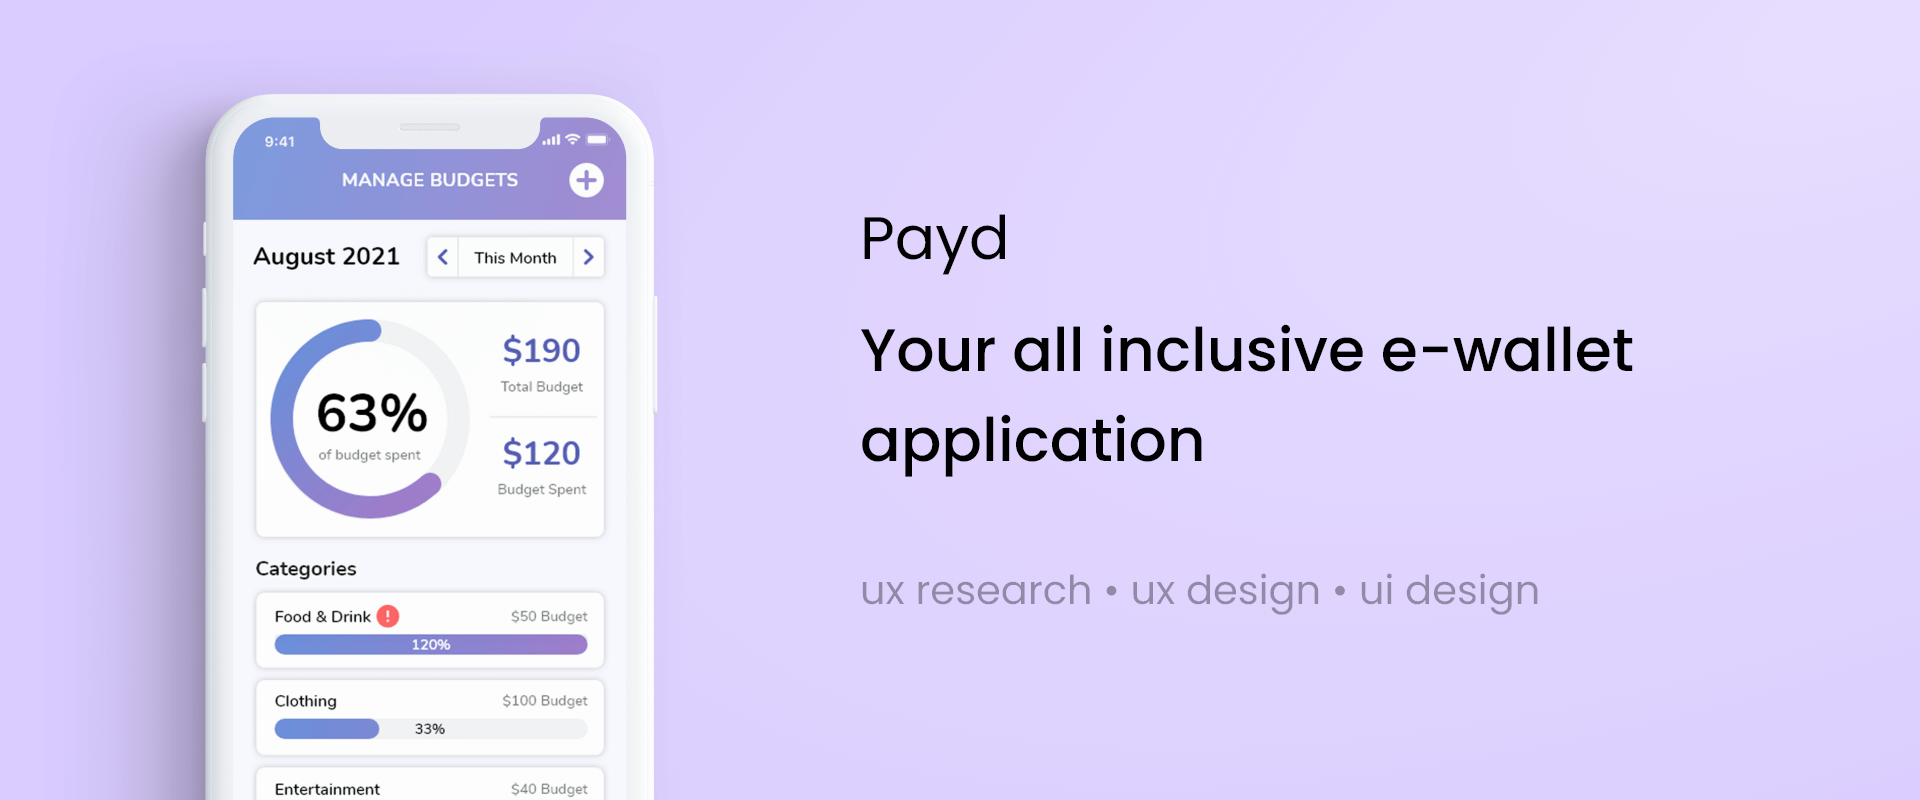 9:41
MANAGE BUDGETS
August 2021
This Month
63%
of budget spent
$190
Total Budget
$120
Budget Spent
Categories
Food & Drink ! $50 Budget
120%
Clothing $100 Budget
33%
Entertainment $40 Budget
Payd
Your all inclusive e-wallet
application
ux research • ux design • ui design